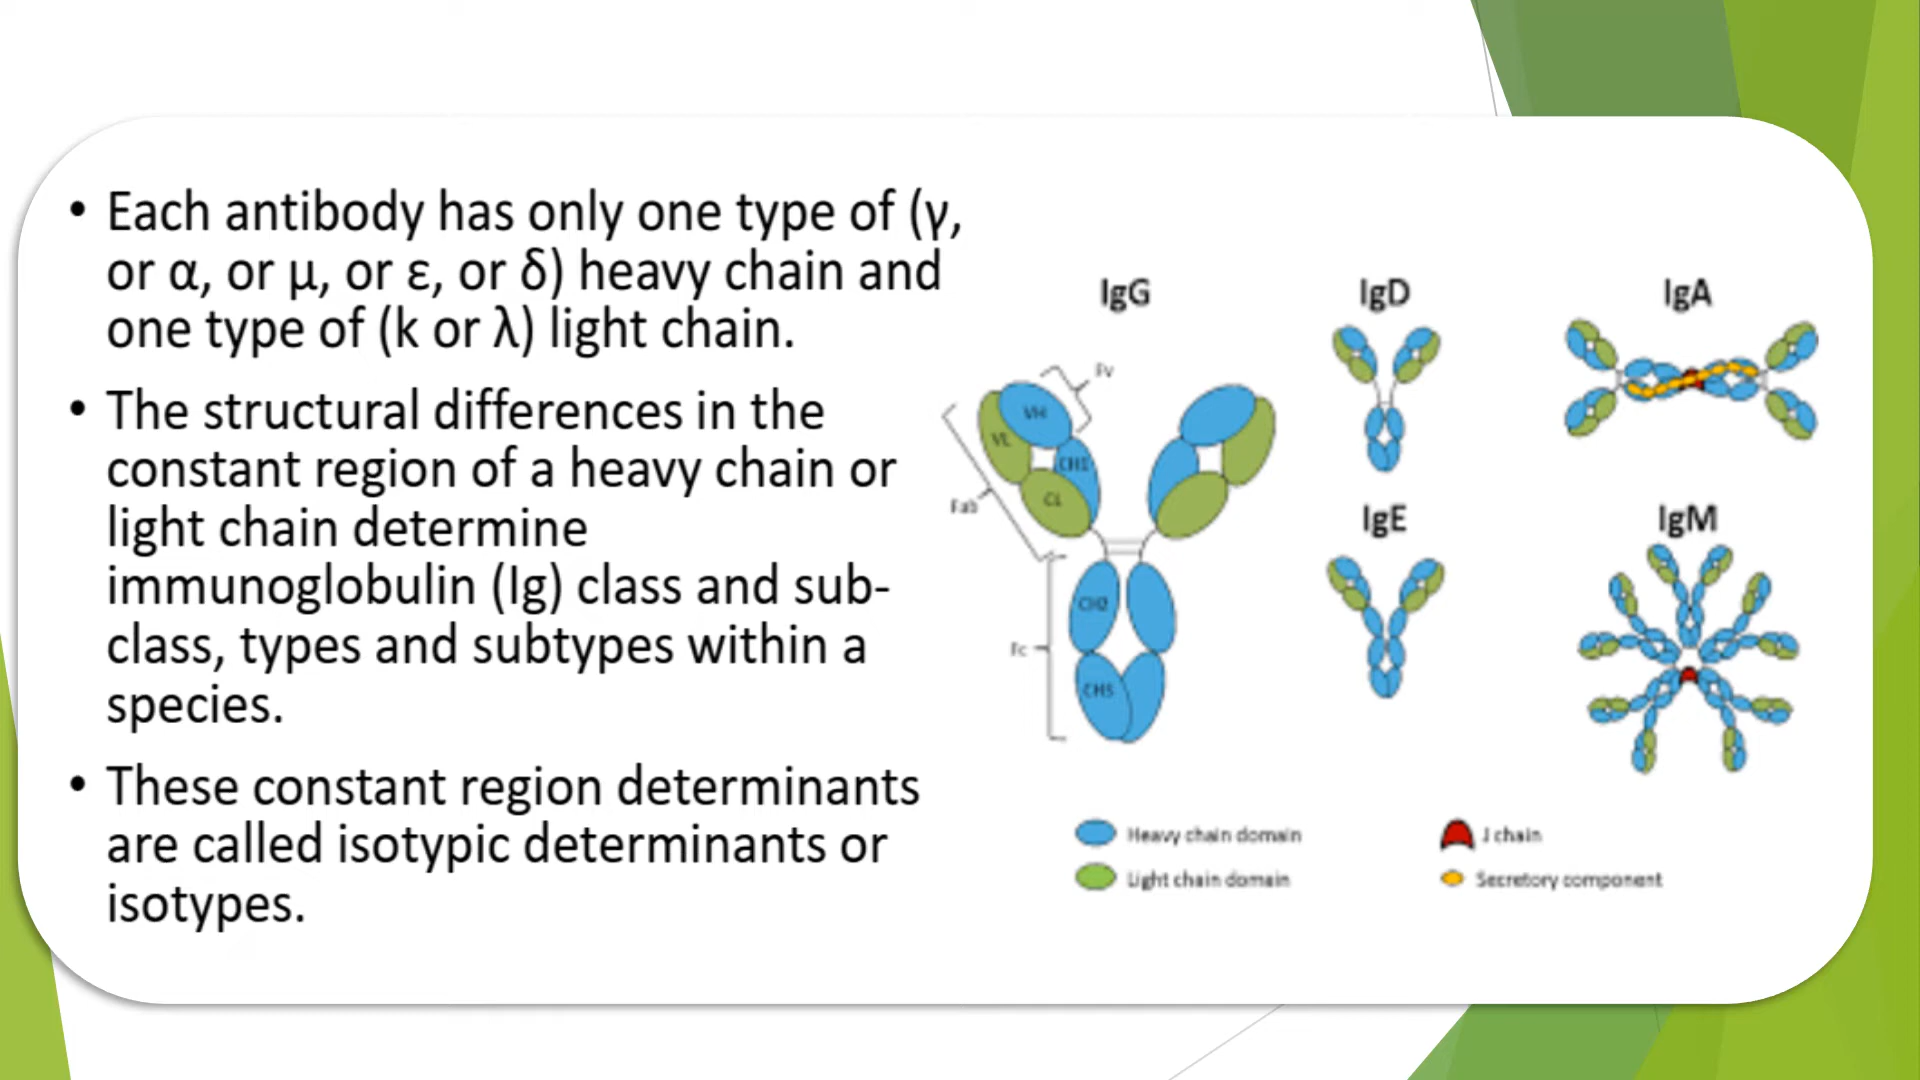 • Each antibody has only one type of (γ,
or α, or μ, or ε, or δ) heavy chain and
one type of (k or λ) light chain.
• The structural differences in the
constant region of a heavy chain or
light chain determine
immunoglobulin (Ig) class and sub-
class, types and subtypes within a
species.
• These constant region determinants
are called isotypic determinants or
isotypes.
IgG
IgD
IgA
Fv
VH
VL
CH1
CL
Fab
IgE
IgM
CH2
Fc
CH3
Heavy chain domain
J chain
Light chain domain
Secretory component